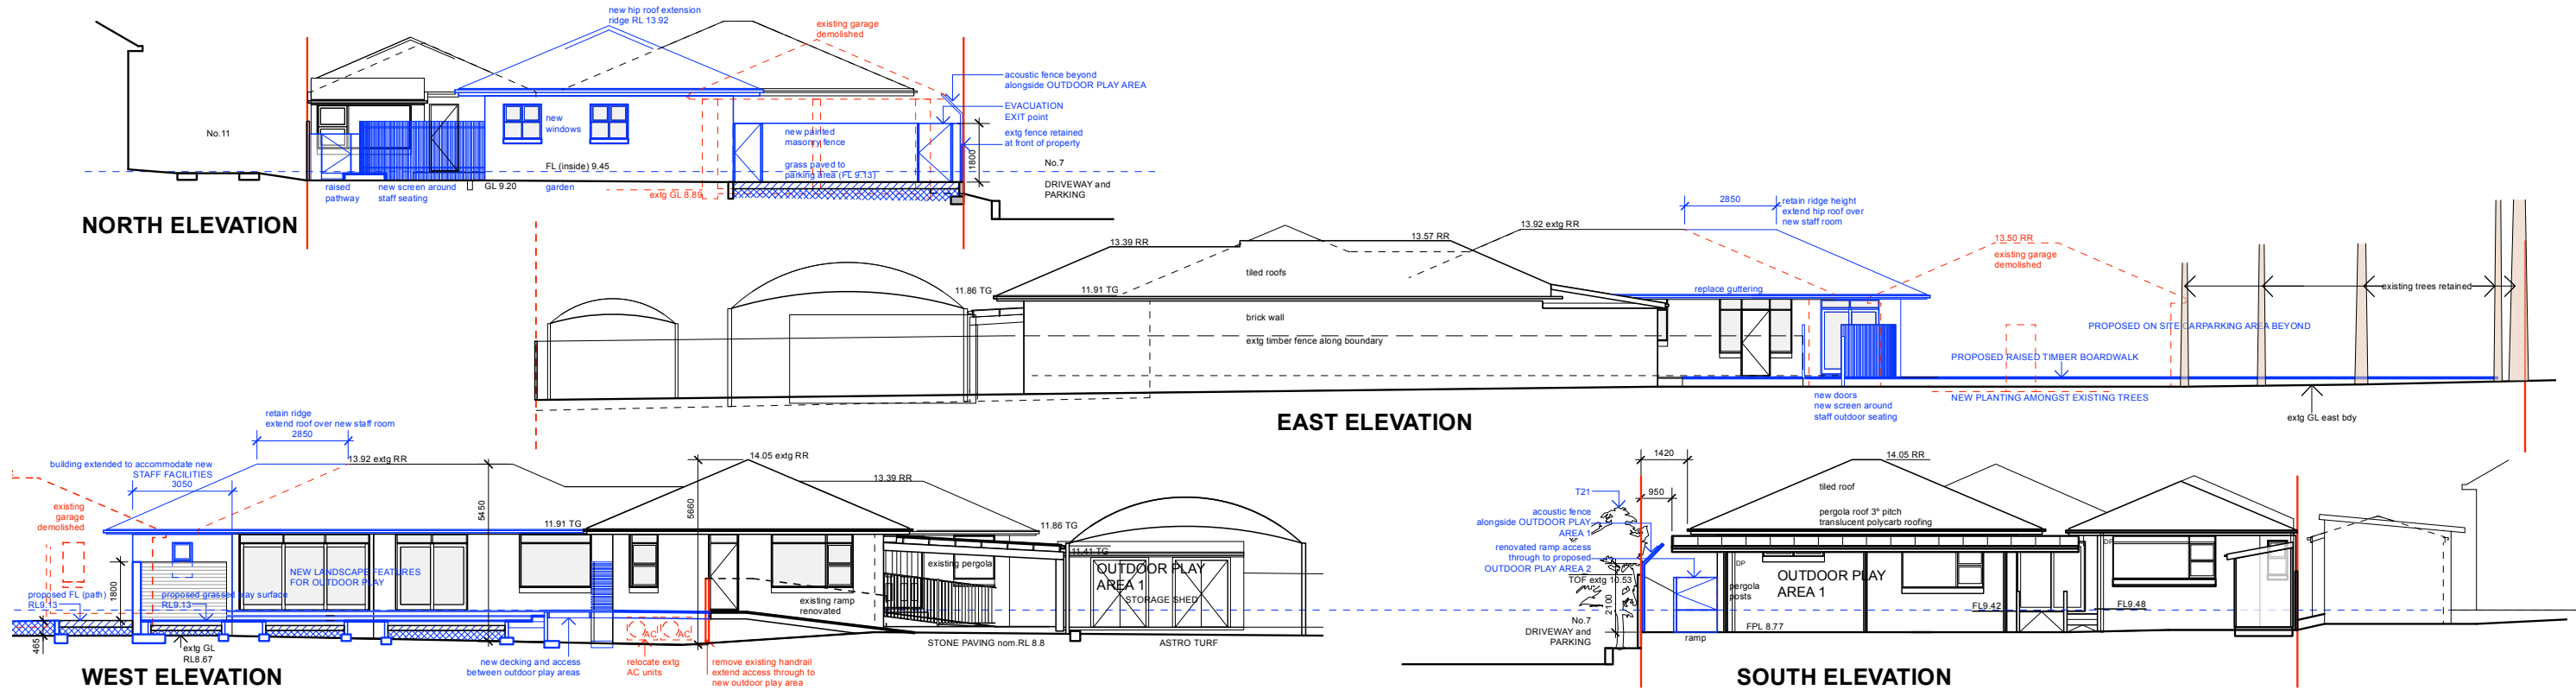 new hip roof extension
ridge RL 13.92
existing garage
demolished
acoustic fence beyond
alongside OUTDOOR PLAY AREA
EVACUATION
EXIT point
extg fence retained
at front of property
No.11
new
windows
new painted
masonry fence
grass paved to
parking area (FL 9.13)
FL (inside) 9.45
1800
No.7
DRIVEWAY and
PARKING
raised
pathway
new screen around
staff seating
GL 9.20
garden
extg GL 8.89
NORTH ELEVATION
2850
retain ridge height
extend hip roof over
new staff room
13.92 extg RR
13.39 RR
13.57 RR
13.50 RR
existing garage
demolished
tiled roofs
11.86 TG
11.91 TG
replace guttering
existing trees retained
brick wall
extg timber fence along boundary
PROPOSED ON SITE CARPARKING AREA BEYOND
PROPOSED RAISED TIMBER BOARDWALK
new doors
new screen around
staff outdoor seating
NEW PLANTING AMONGST EXISTING TREES
extg GL east bdy
EAST ELEVATION
retain ridge
extend roof over new staff room
2850
building extended to accommodate new
STAFF FACILITIES
3050
13.92 extg RR
14.05 extg RR
13.39 RR
existing
garage
demolished
5450
5660
11.91 TG
11.86 TG
11.41 TG
NEW LANDSCAPE FEATURES
FOR OUTDOOR PLAY
existing pergola
OUTDOOR PLAY
AREA 1
STORAGE SHED
1800
proposed FL (path)
RL9.13
proposed grassed play surface
RL9.13
existing ramp
renovated
AC
AC
465
extg GL
RL8.67
new decking and access
between outdoor play areas
relocate extg
AC units
remove existing handrail
extend access through to
new outdoor play area
STONE PAVING nom.RL 8.8
ASTRO TURF
WEST ELEVATION
1420
950
14.05 RR
T21
tiled roof
acoustic fence
alongside OUTDOOR PLAY
AREA 1
pergola roof 3º pitch
translucent polycarb roofing
renovated ramp access
through to proposed
OUTDOOR PLAY AREA 2
TOF extg 10.53
DP
DP
OUTDOOR PLAY
AREA 1
pergola
posts
2100
FL9.42
FL9.48
No.7
DRIVEWAY and
PARKING
FPL 8.77
ramp
SOUTH ELEVATION